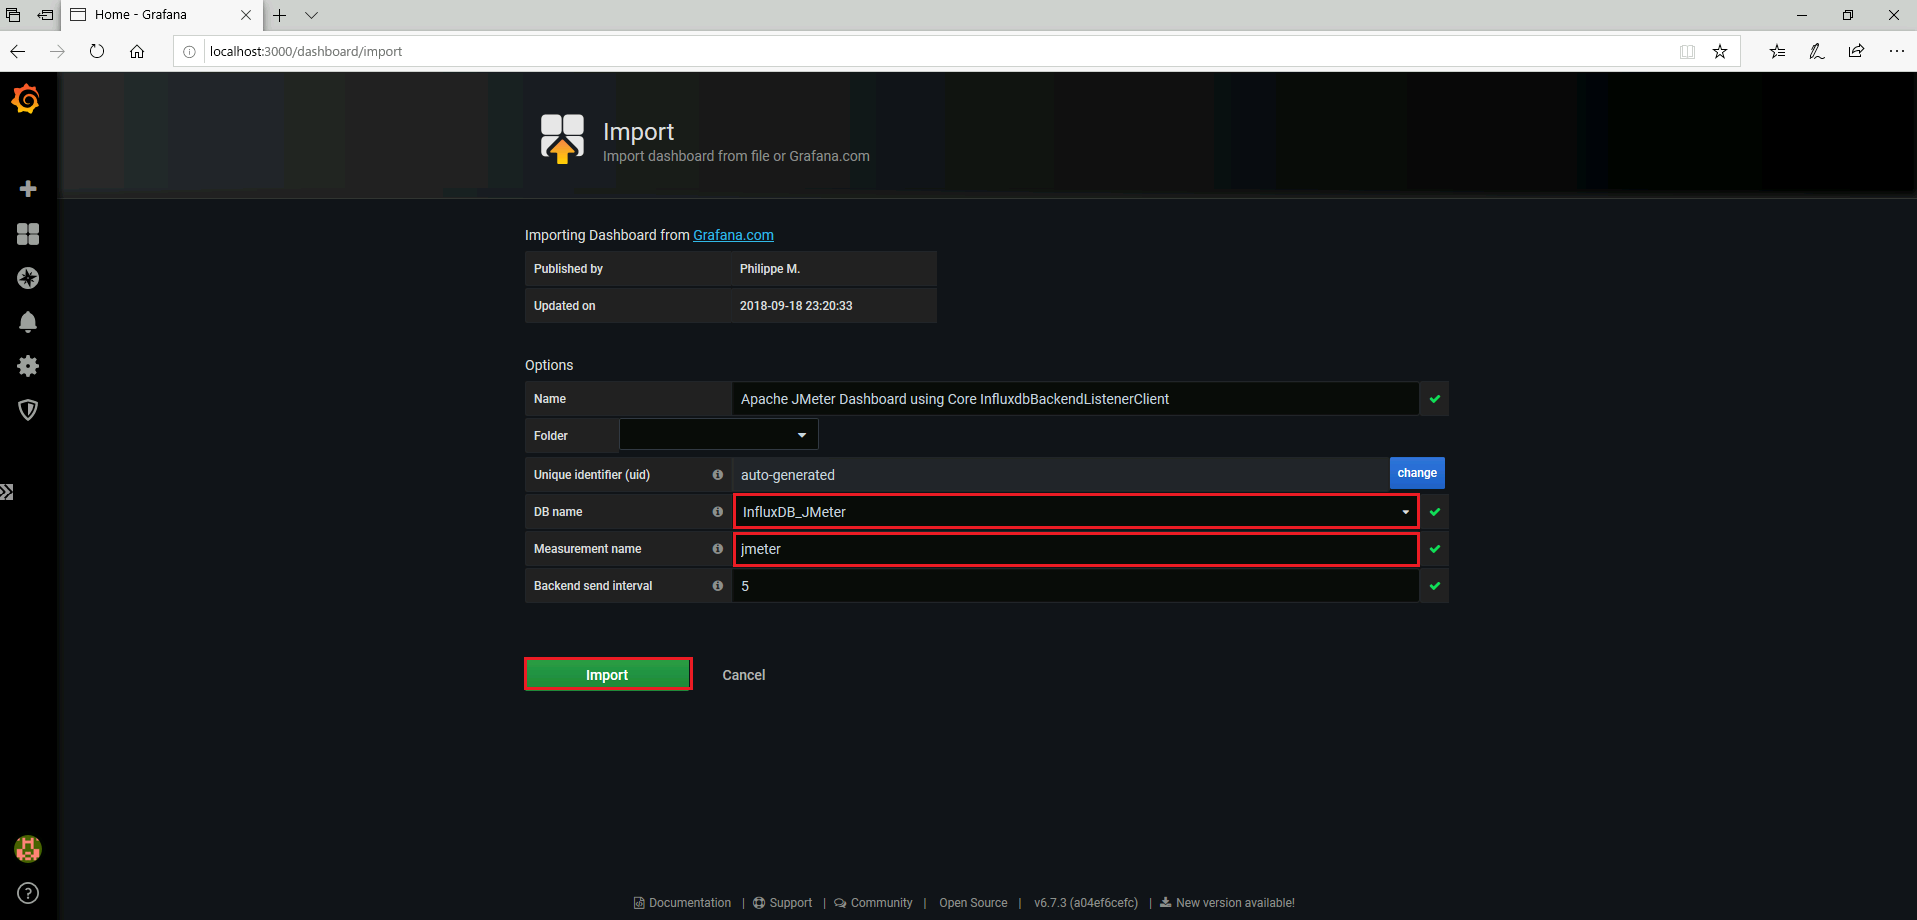 Home - Grafana
localhost:3000/dashboard/import
Import
Import dashboard from file or Grafana.com
Importing Dashboard from Grafana.com
Published by Philippe M.
Updated on 2018-09-18 23:20:33
Options
Name Apache JMeter Dashboard using Core InfluxdbBackendListenerClient
Folder
Unique identifier (uid) auto-generated change
DB name InfluxDB_JMeter
Measurement name jmeter
Backend send interval 5
Import Cancel
Documentation | Support | Community | Open Source | v6.7.3 (a04ef6cefc) | New version available!